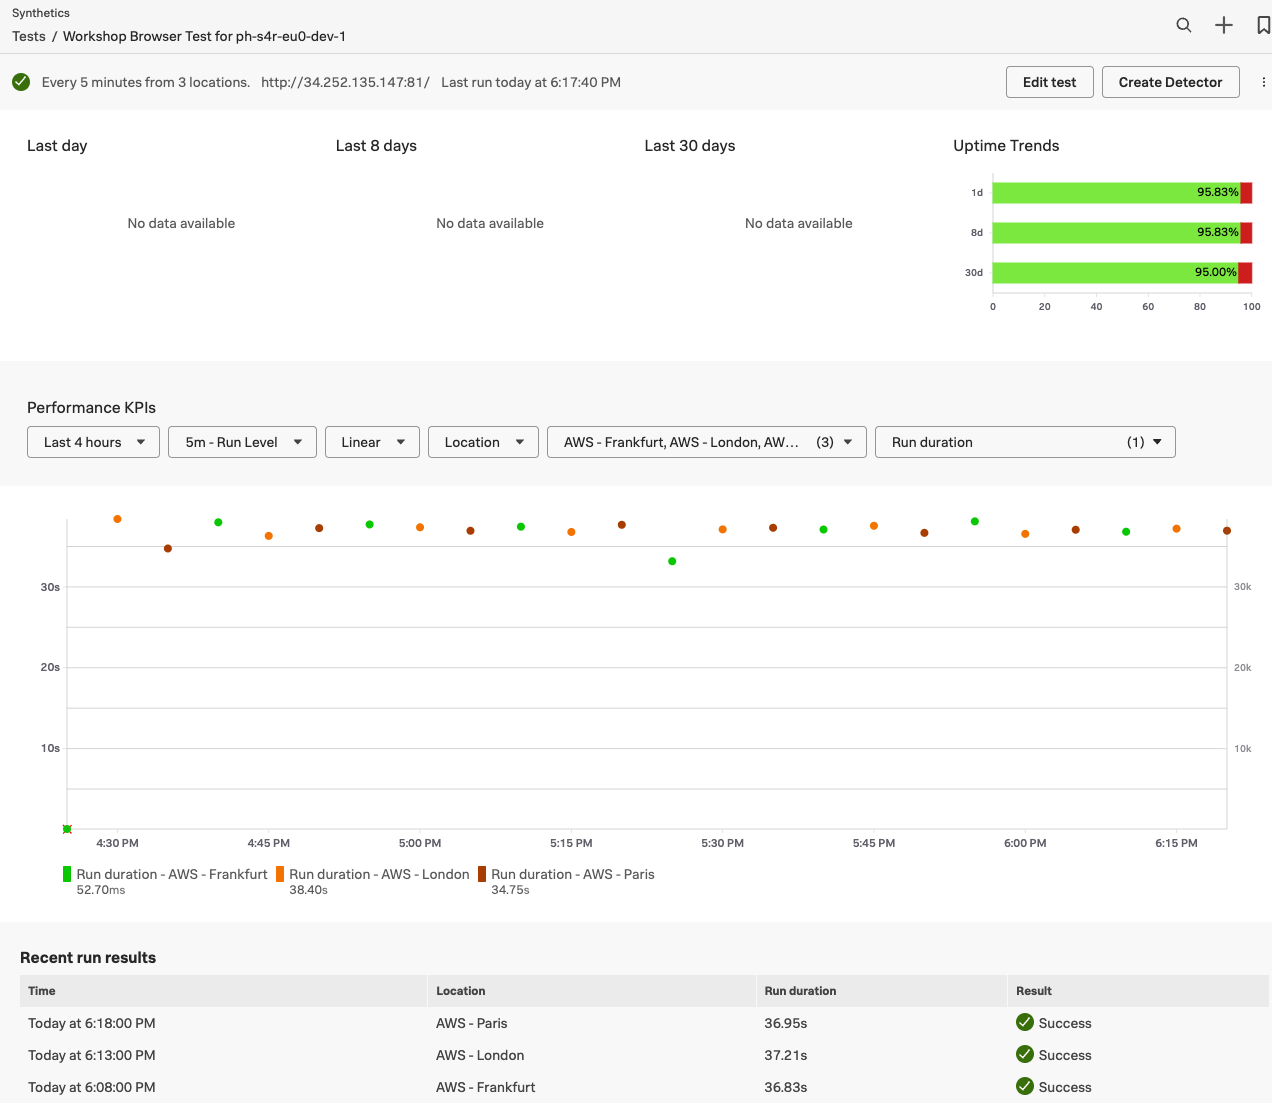 Synthetics
Tests / Workshop Browser Test for ph-s4r-eu0-dev-1
Every 5 minutes from 3 locations. http://34.252.135.147:81/ Last run today at 6:17:40 PM
Edit test
Create Detector
Last day
Last 8 days
Last 30 days
Uptime Trends
No data available
No data available
No data available
1d 95.83%
8d 95.83%
30d 95.00%
0 20 40 60 80 100
Performance KPIs
Last 4 hours
5m - Run Level
Linear
Location
AWS - Frankfurt, AWS - London, AW... (3)
Run duration (1)
30s 30k
20s 20k
10s 10k
4:30 PM 4:45 PM 5:00 PM 5:15 PM 5:30 PM 5:45 PM 6:00 PM 6:15 PM
Run duration - AWS - Frankfurt Run duration - AWS - London Run duration - AWS - Paris
52.70ms 38.40s 34.75s
Recent run results
Time Location Run duration Result
Today at 6:18:00 PM AWS - Paris 36.95s Success
Today at 6:13:00 PM AWS - London 37.21s Success
Today at 6:08:00 PM AWS - Frankfurt 36.83s Success